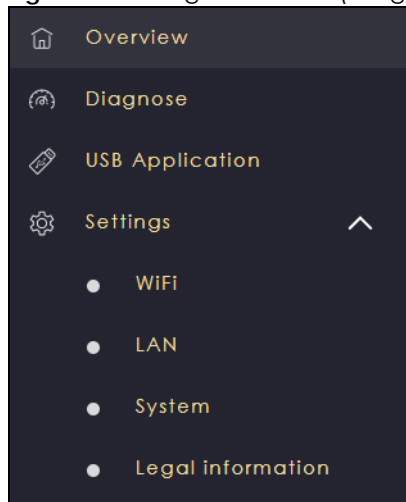 Overview
Diagnose
USB Application
Settings
WiFi
LAN
System
Legal information